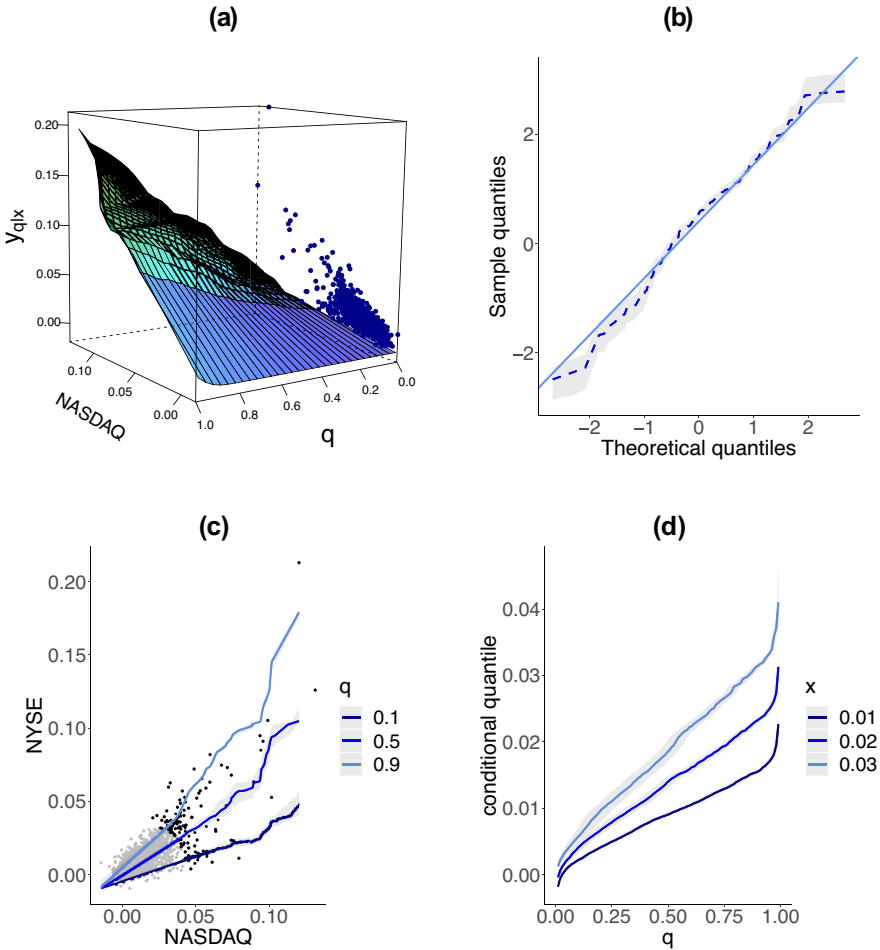 (a)
0.20
0.15
0.10
0.05
0.00
y_q|x
0.10
0.05
0.00
NASDAQ
1.0
0.8
0.6
0.4
0.2
0.0
q
(b)
2
0
−2
Sample quantiles
−2 −1 0 1 2
Theoretical quantiles
(c)
0.20
0.15
0.10
0.05
0.00
NYSE
0.00 0.05 0.10
NASDAQ
q
0.1
0.5
0.9
(d)
0.04
0.03
0.02
0.01
0.00
conditional quantile
0.00 0.25 0.50 0.75 1.00
q
x
0.01
0.02
0.03